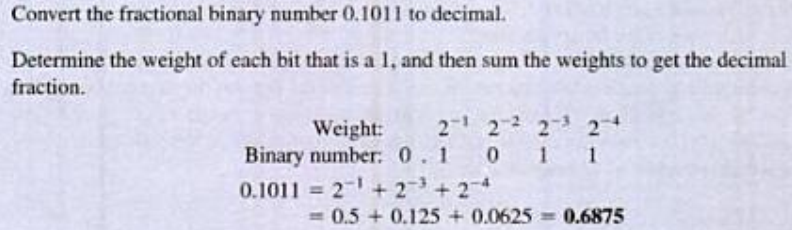 Convert the fractional binary number 0.1011 to decimal.
Determine the weight of each bit that is a 1, and then sum the weights to get the decimal
fraction.
Weight: 2⁻¹ 2⁻² 2⁻³ 2⁻⁴
Binary number: 0 . 1 0 1 1
0.1011 = 2⁻¹ + 2⁻³ + 2⁻⁴
= 0.5 + 0.125 + 0.0625 = 0.6875